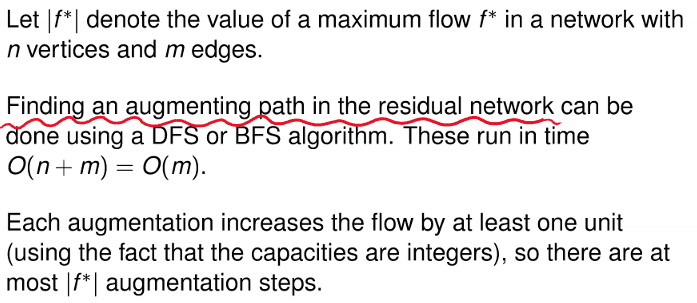 Let |f*| denote the value of a maximum flow f* in a network with
n vertices and m edges.
Finding an augmenting path in the residual network can be
done using a DFS or BFS algorithm. These run in time
O(n + m) = O(m).
Each augmentation increases the flow by at least one unit
(using the fact that the capacities are integers), so there are at
most |f*| augmentation steps.